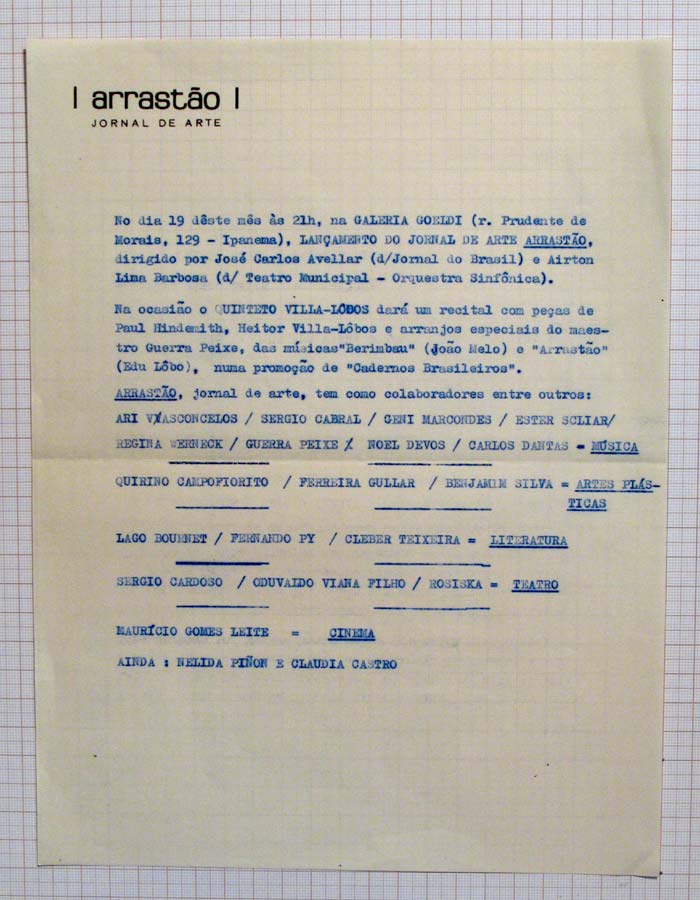 | arrastão |
JORNAL DE ARTE
No dia 19 dêste mês às 21h, na GALERIA GOELDI (r. Prudente de
Morais, 129 - Ipanema), LANÇAMENTO DO JORNAL DE ARTE ARRASTÃO,
dirigido por José Carlos Avellar (d/Jornal do Brasil) e Airton
Lima Barbosa (d/ Teatro Municipal - Orquestra Sinfônica).
Na ocasião o QUINTETO VILLA-LÔBOS dará um recital com peças de
Paul Hindemith, Heitor Villa-Lôbos e arranjos especiais do maes-
tro Guerra Peixe, das músicas"Berimbau" (João Melo) e "Arrastão"
(Edu Lôbo), numa promoção de "Cadernos Brasileiros".
ARRASTÃO, jornal de arte, tem como colaboradores entre outros:
ARI VASCONCELOS / SERGIO CABRAL / GENI MARCONDES / ESTER SCLIAR/
REGINA WERNECK / GUERRA PEIXE / NOEL DEVOS / CARLOS DANTAS = MÚSICA
QUIRINO CAMPOFIORITO / FERREIRA GULLAR / BENJAMIM SILVA = ARTES PLÁS-
TICAS
LAGO BOURNET / FERNANDO PY / CLEBER TEIXEIRA = LITERATURA
SERGIO CARDOSO / ODUVALDO VIANA FILHO / ROSISKA = TEATRO
MAURÍCIO GOMES LEITE = CINEMA
AINDA : NELIDA PIÑON E CLAUDIA CASTRO